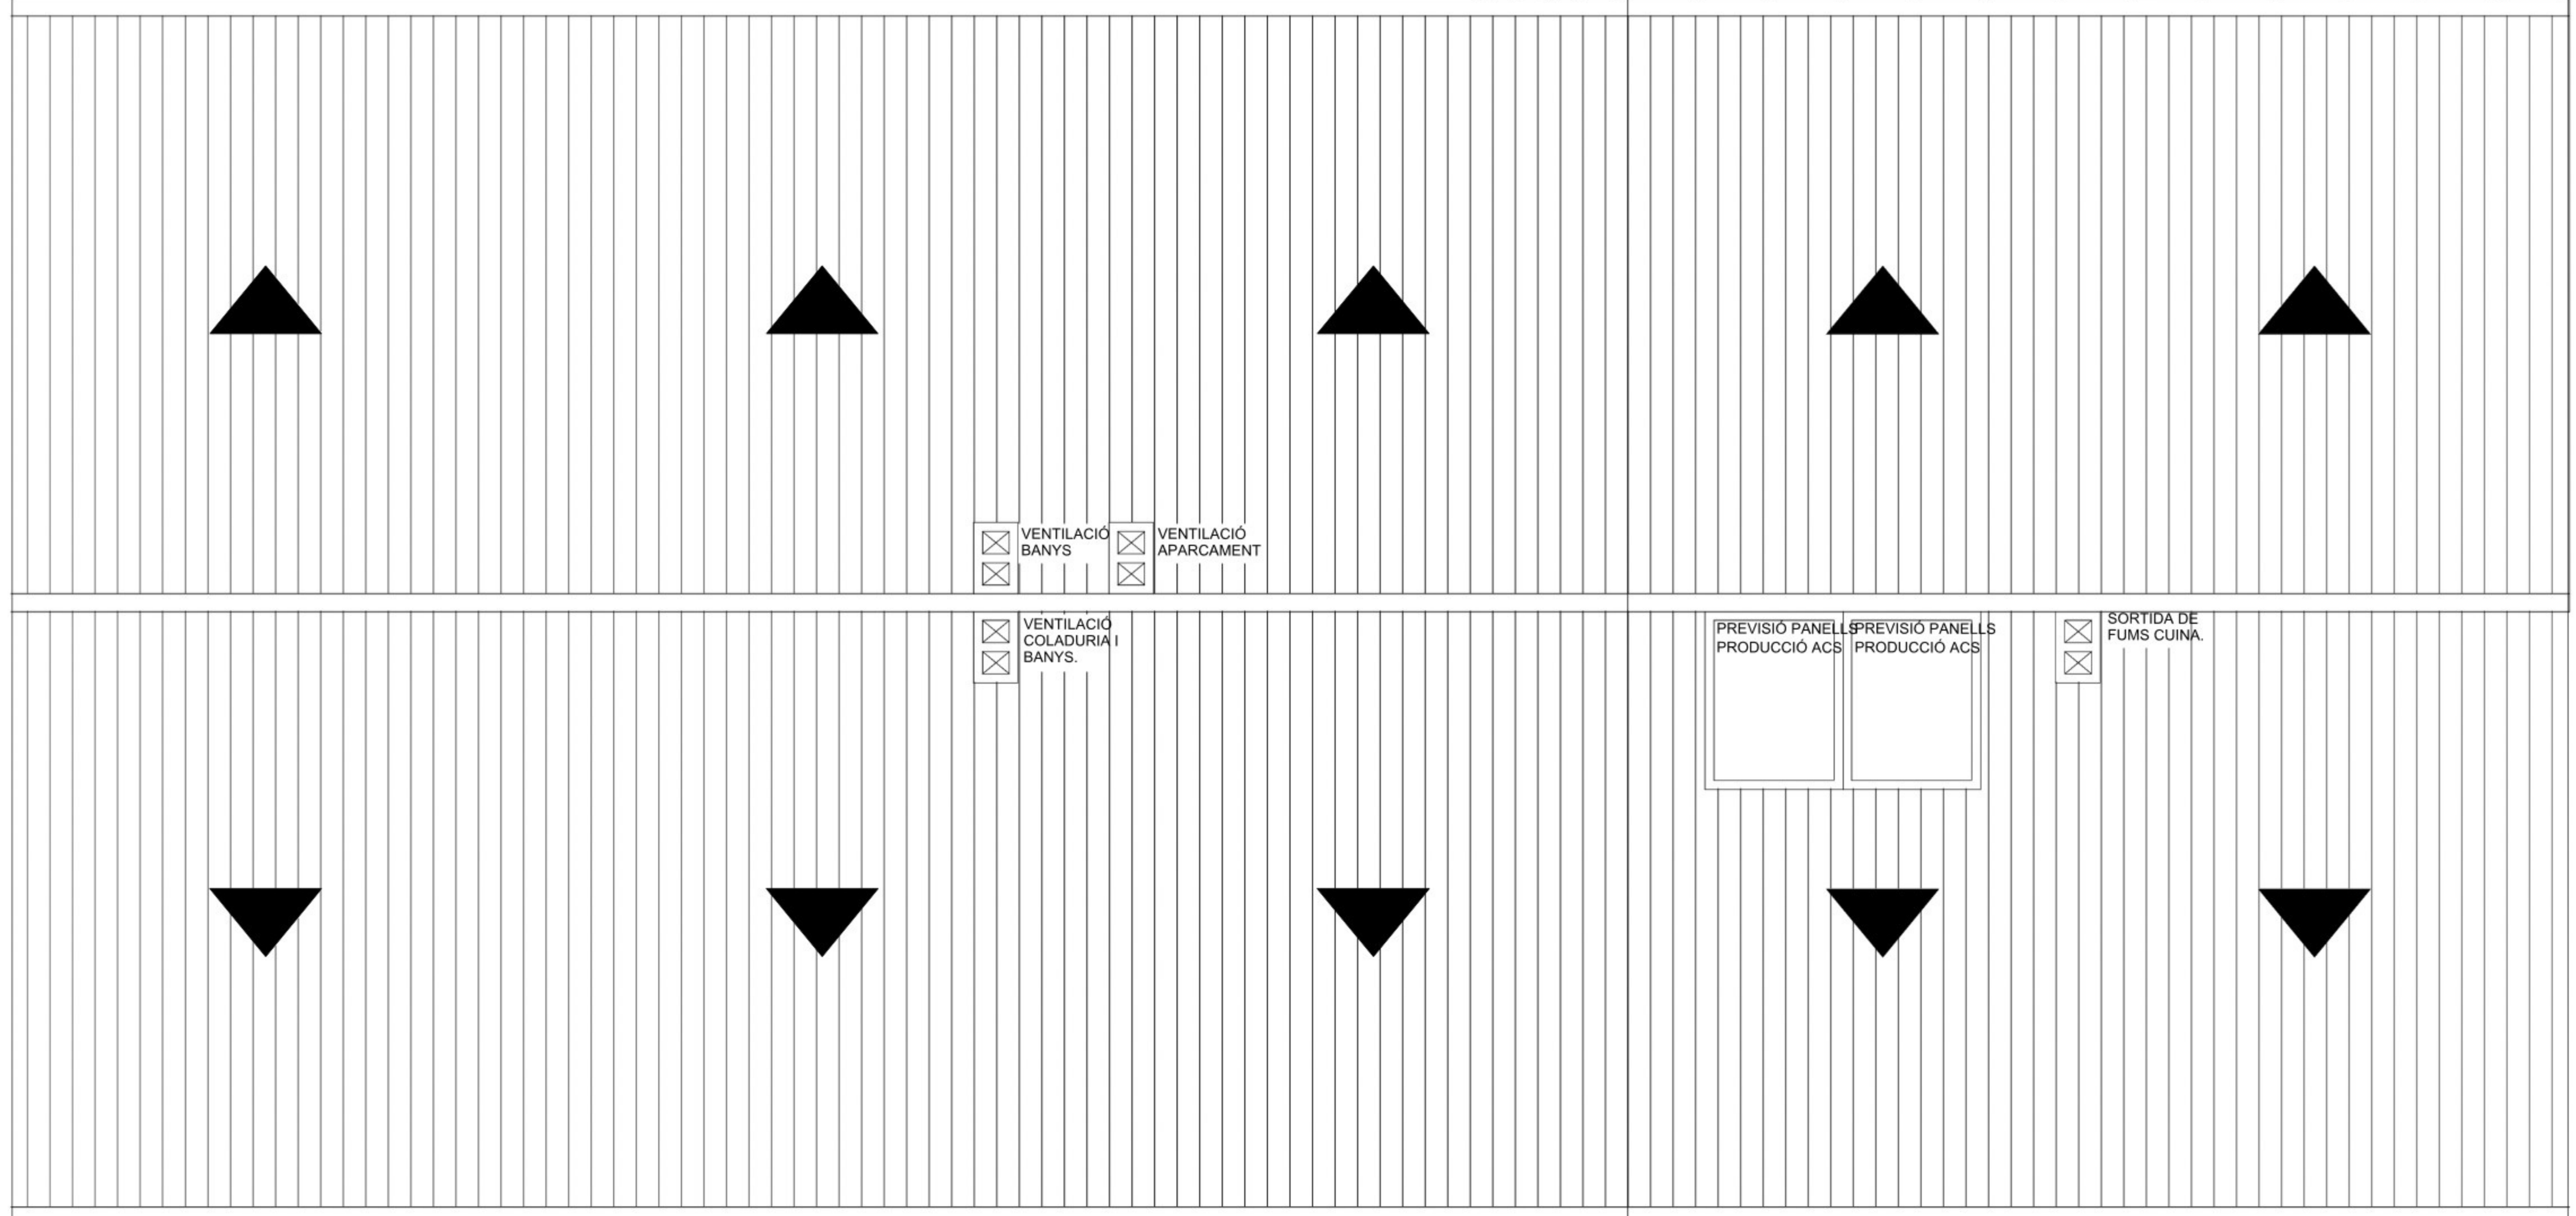 VENTILACIÓ
BANYS
VENTILACIÓ
APARCAMENT
VENTILACIÓ
COLADURIA I
BANYS.
PREVISIÓ PANELLS
PRODUCCIÓ ACS
PREVISIÓ PANELLS
PRODUCCIÓ ACS
SORTIDA DE
FUMS CUINA.